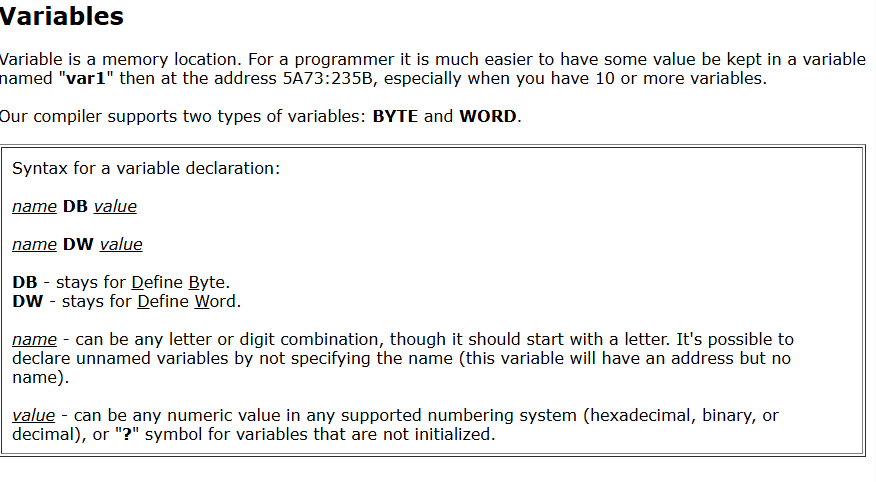 Variables
Variable is a memory location. For a programmer it is much easier to have some value be kept in a variable
named "var1" then at the address 5A73:235B, especially when you have 10 or more variables.
Our compiler supports two types of variables: BYTE and WORD.
Syntax for a variable declaration:
name DB value
name DW value
DB - stays for Define Byte.
DW - stays for Define Word.
name - can be any letter or digit combination, though it should start with a letter. It's possible to
declare unnamed variables by not specifying the name (this variable will have an address but no
name).
value - can be any numeric value in any supported numbering system (hexadecimal, binary, or
decimal), or "?" symbol for variables that are not initialized.